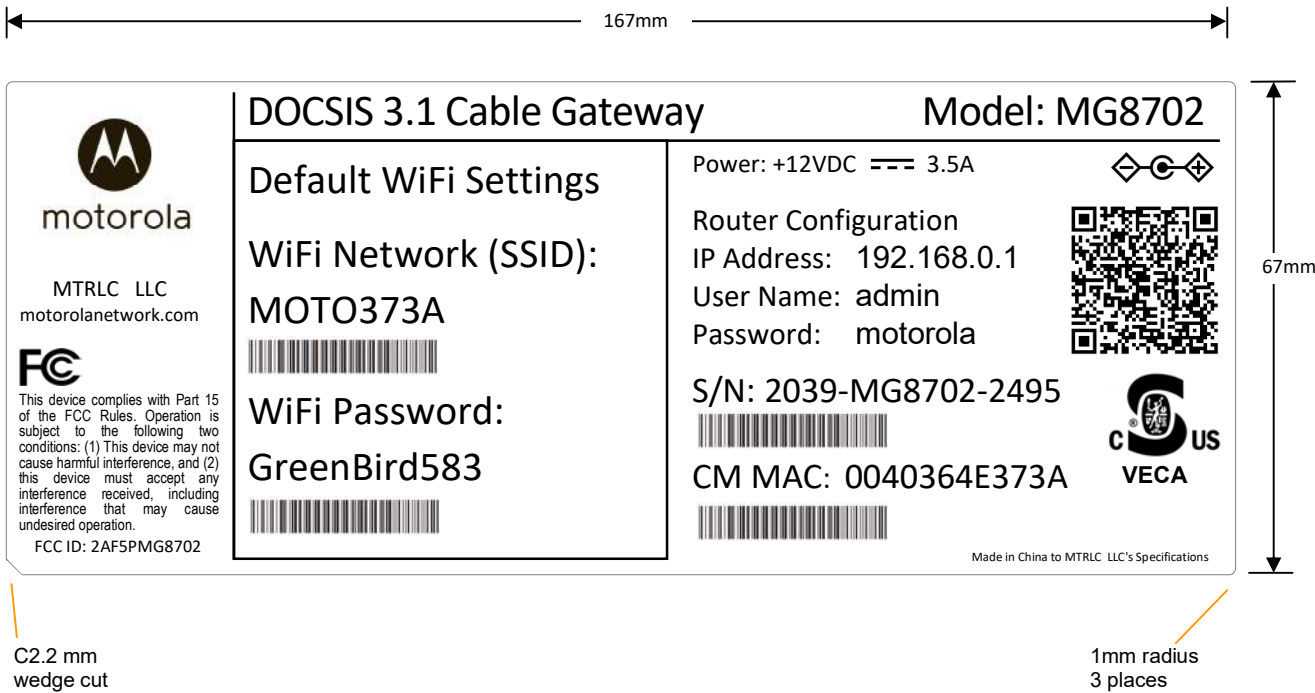 167mm
DOCSIS 3.1 Cable Gateway
Model: MG8702
motorola
MTRLC LLC
motorolanetwork.com
FC
This device complies with Part 15
of the FCC Rules. Operation is
subject to the following two
conditions: (1) This device may not
cause harmful interference, and (2)
this device must accept any
interference received, including
interference that may cause
undesired operation.
FCC ID: 2AF5PMG8702
Default WiFi Settings
WiFi Network (SSID):
MOTO373A
WiFi Password:
GreenBird583
Power: +12VDC 3.5A
Router Configuration
IP Address: 192.168.0.1
User Name: admin
Password: motorola
S/N: 2039-MG8702-2495
CM MAC: 0040364E373A
C US
VECA
Made in China to MTRLC LLC's Specifications
67mm
C2.2 mm
wedge cut
1mm radius
3 places